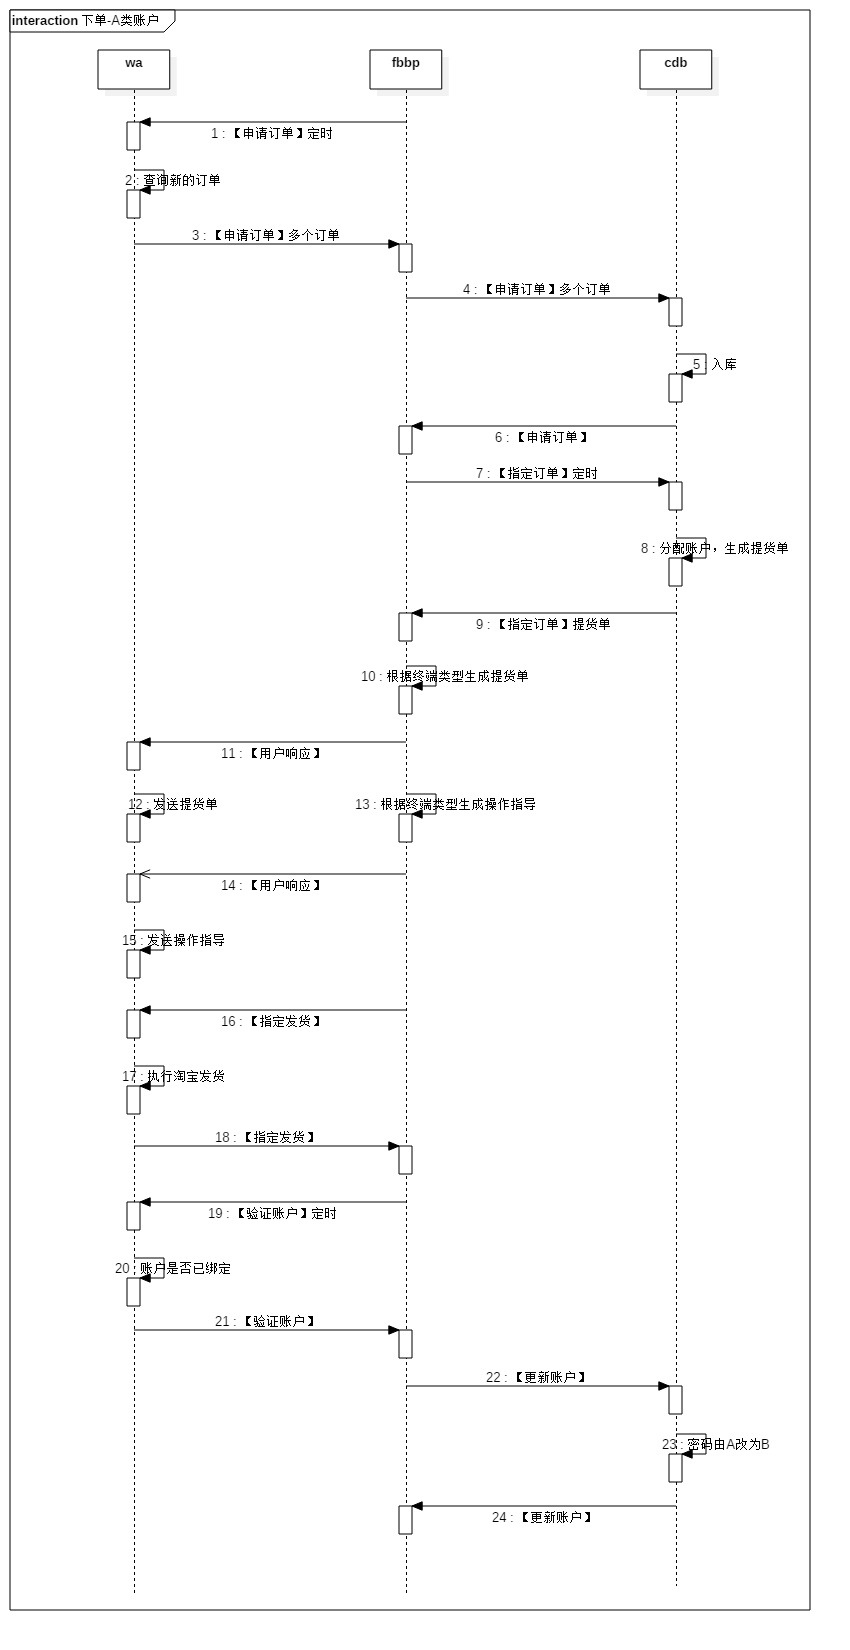 interaction 下单-A类账户
wa
fbbp
cdb
1 : 【申请订单】定时
2 : 查询新的订单
3 : 【申请订单】多个订单
4 : 【申请订单】多个订单
5 : 入库
6 : 【申请订单】
7 : 【指定订单】定时
8 : 分配账户，生成提货单
9 : 【指定订单】提货单
10 : 根据终端类型生成提货单
11 : 【用户响应】
12 : 发送提货单
13 : 根据终端类型生成操作指导
14 : 【用户响应】
15 : 发送操作指导
16 : 【指定发货】
17 : 执行淘宝发货
18 : 【指定发货】
19 : 【验证账户】定时
20 : 账户是否已绑定
21 : 【验证账户】
22 : 【更新账户】
23 : 密码由A改为B
24 : 【更新账户】